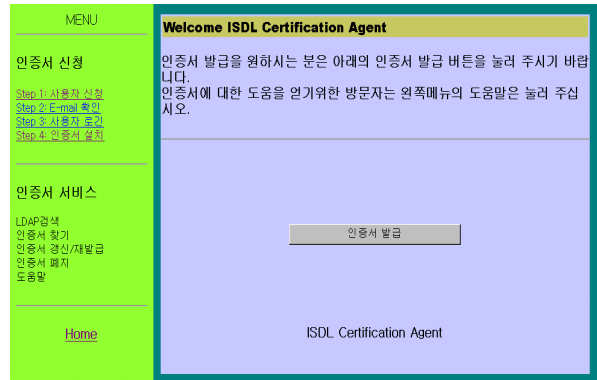 MENU
인증서 신청
Step 1: 사용자 신청
Step 2: E-mail 확인
Step 3: 사용자 로긴
Step 4: 인증서 설치
인증서 서비스
LDAP검색
인증서 찾기
인증서 갱신/재발급
인증서 폐지
도움말
Home
Welcome ISDL Certification Agent
인증서 발급을 원하시는 분은 아래의 인증서 발급 버튼을 눌러 주시기 바랍
니다.
인증서에 대한 도움을 얻기위한 방문자는 왼쪽메뉴의 도움말은 눌러 주십
시오.
인증서 발급
ISDL Certification Agent